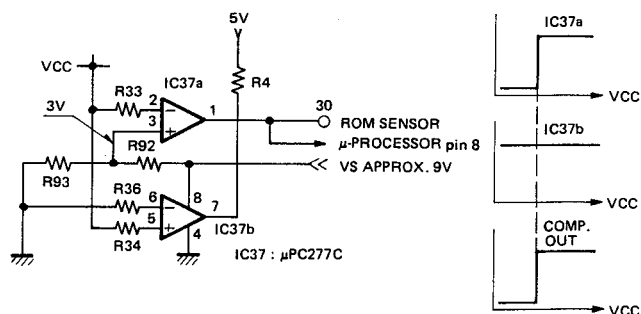 5V
IC37a
VCC
R33
IC37a
R4
2
1
30
ROM SENSOR
3V
3
VCC
μ-PROCESSOR pin 8
R92
IC37b
VS APPROX. 9V
R93
R36
8
6
7
VCC
5
4
R34
IC37b
COMP. OUT
IC37 : μPC277C
VCC